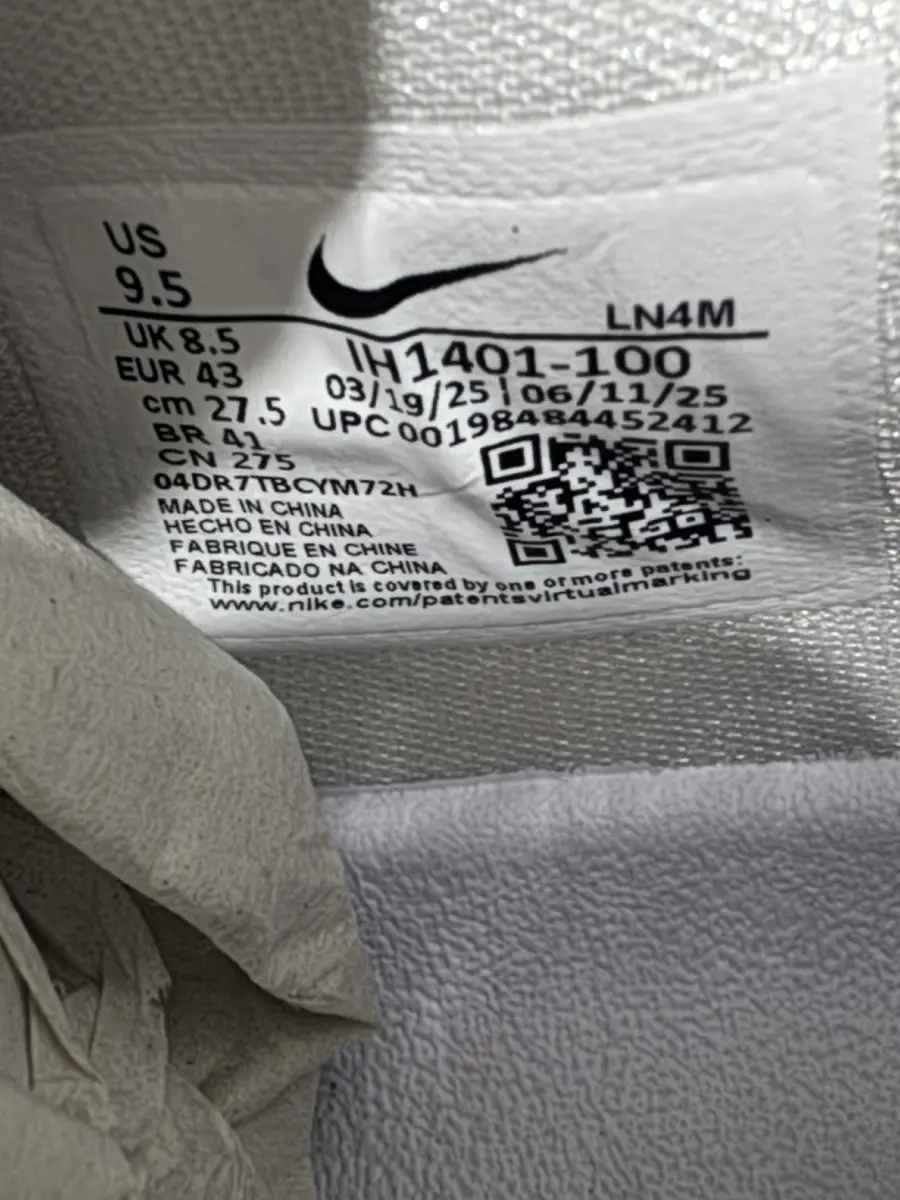 US
9.5
LN4M
UK 8.5
IH1401-100
EUR 43
03/19/25 | 06/11/25
cm 27.5
UPC 00198484452412
BR 41
CN 275
04DR7TBCYM72H
MADE IN CHINA
HECHO EN CHINA
FABRIQUE EN CHINE
FABRICADO NA CHINA
This product is covered by one or more patents:
www.nike.com/patentsvirtualmarking